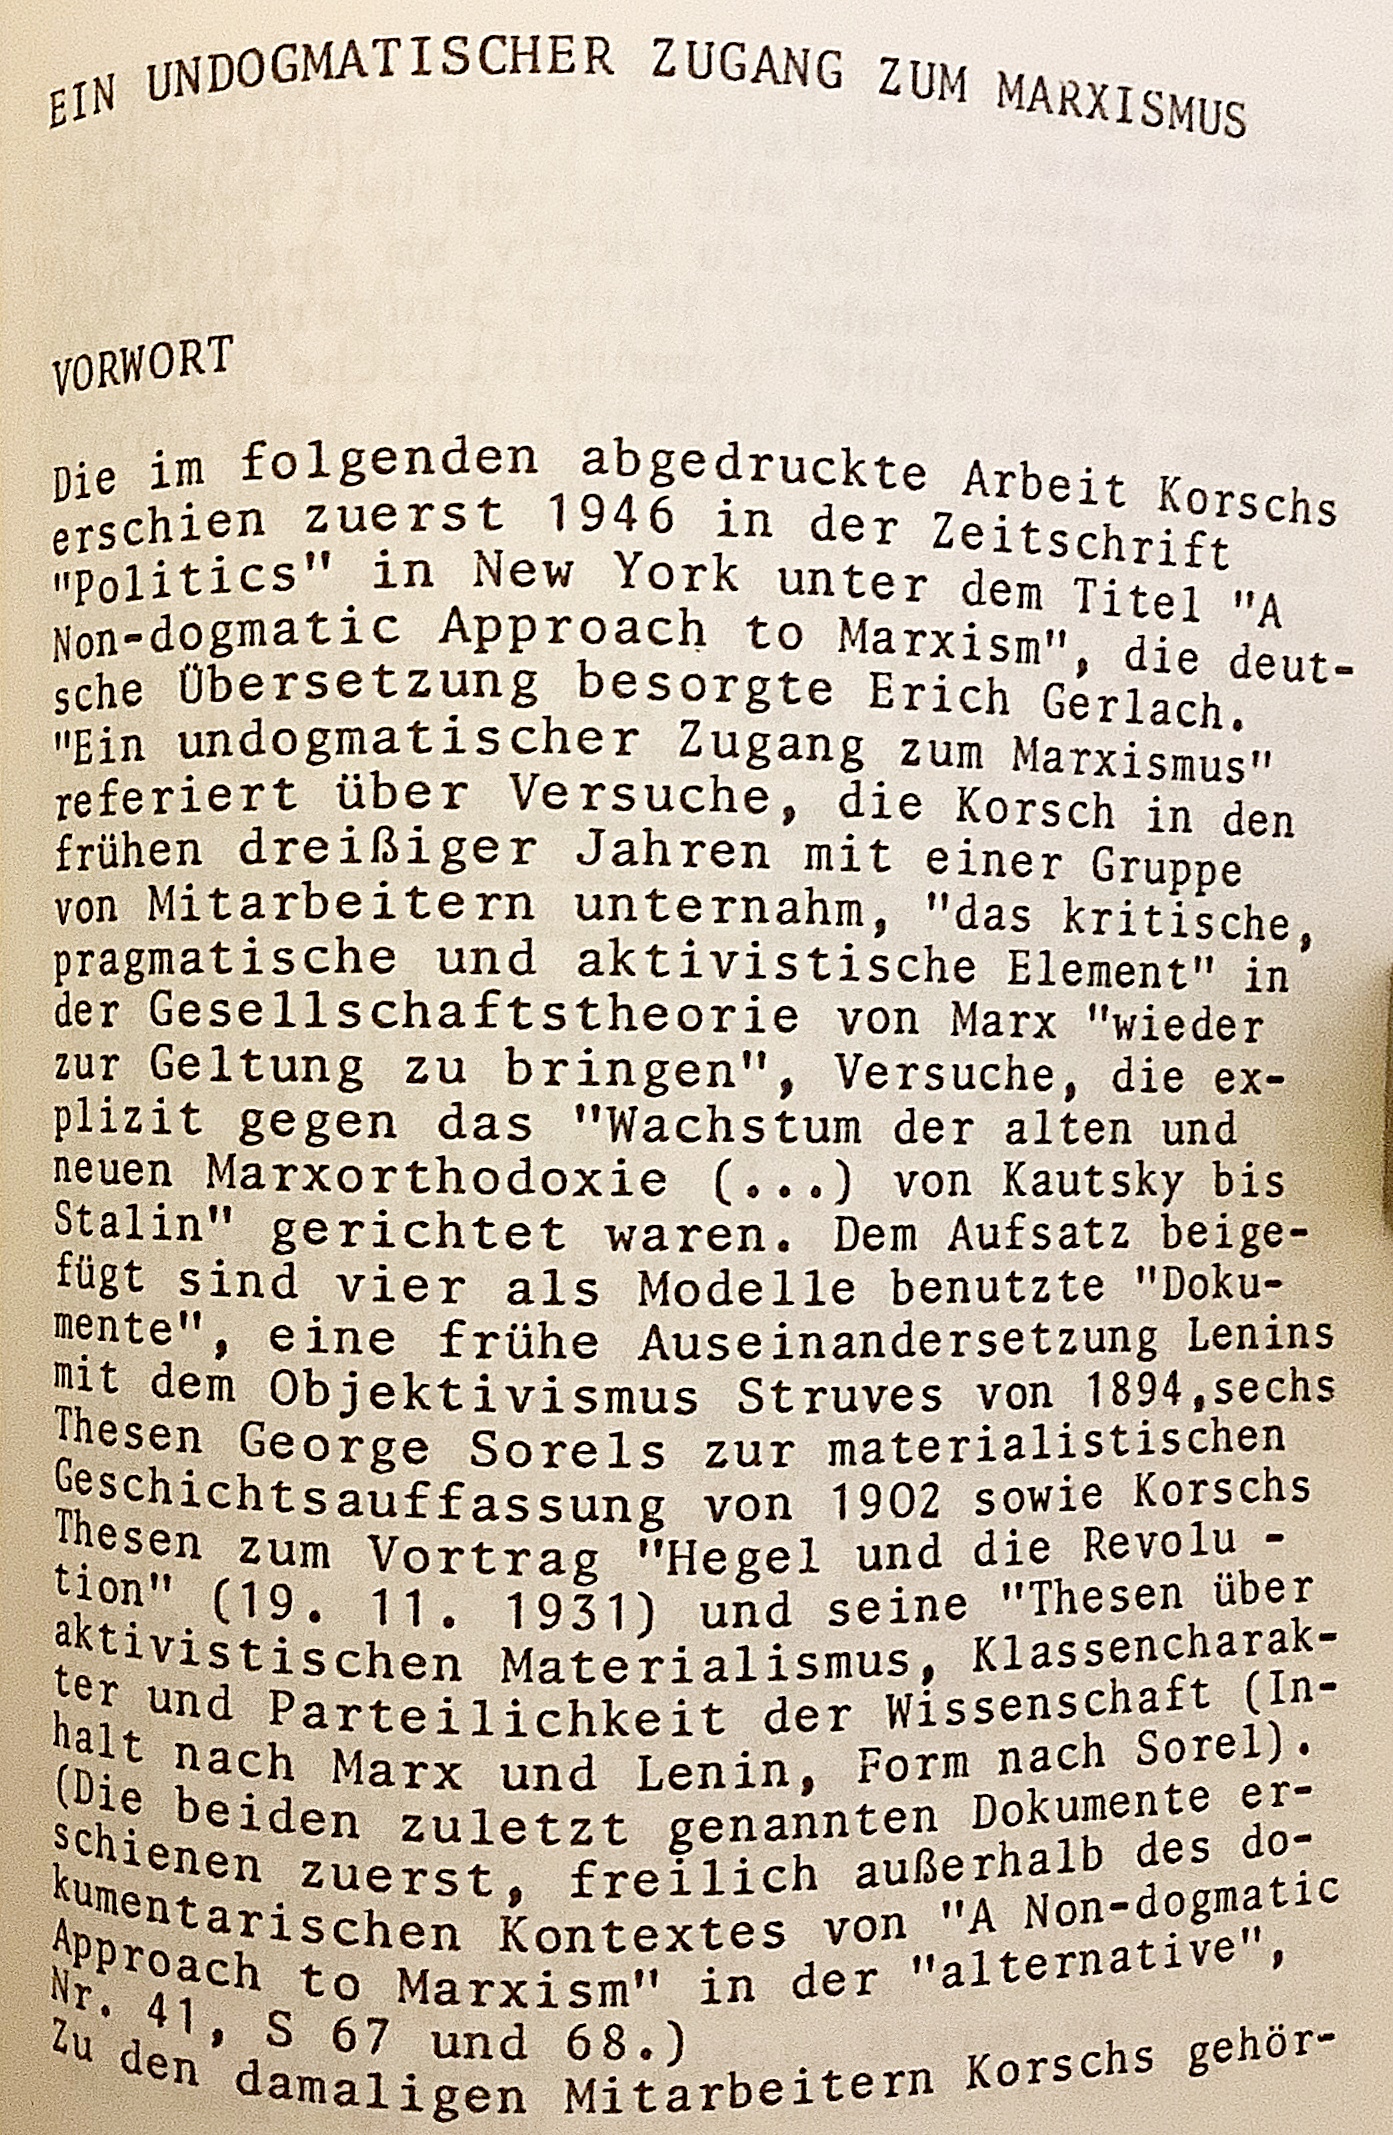 EIN UNDOGMATISCHER ZUGANG ZUM MARXISMUS
VORWORT
Die im folgenden abgedruckte Arbeit Korschs
erschien zuerst 1946 in der Zeitschrift
"Politics" in New York unter dem Titel "A
Non-dogmatic Approach to Marxism", die deut-
sche Übersetzung besorgte Erich Gerlach.
"Ein undogmatischer Zugang zum Marxismus"
referiert über Versuche, die Korsch in den
frühen dreißiger Jahren mit einer Gruppe
von Mitarbeitern unternahm, "das kritische,
pragmatische und aktivistische Element" in
der Gesellschaftstheorie von Marx "wieder
zur Geltung zu bringen", Versuche, die ex-
plizit gegen das "Wachstum der alten und
neuen Marxorthodoxie (...) von Kautsky bis
Stalin" gerichtet waren. Dem Aufsatz beige-
fügt sind vier als Modelle benutzte "Doku-
mente", eine frühe Auseinandersetzung Lenins
mit dem Objektivismus Struves von 1894,sechs
Thesen George Sorels zur materialistischen
Geschichtsauffassung von 1902 sowie Korschs
Thesen zum Vortrag "Hegel und die Revolu -
tion" (19. 11. 1931) und seine "Thesen über
aktivistischen Materialismus, Klassencharak-
ter und Parteilichkeit der Wissenschaft (In-
halt nach Marx und Lenin, Form nach Sorel).
(Die beiden zuletzt genannten Dokumente er-
schienen zuerst, freilich außerhalb des do-
kumentarischen Kontextes von "A Non-dogmatic
Approach to Marxism" in der "alternative",
Nr. 41, S 67 und 68.)
Zu den damaligen Mitarbeitern Korschs gehör-